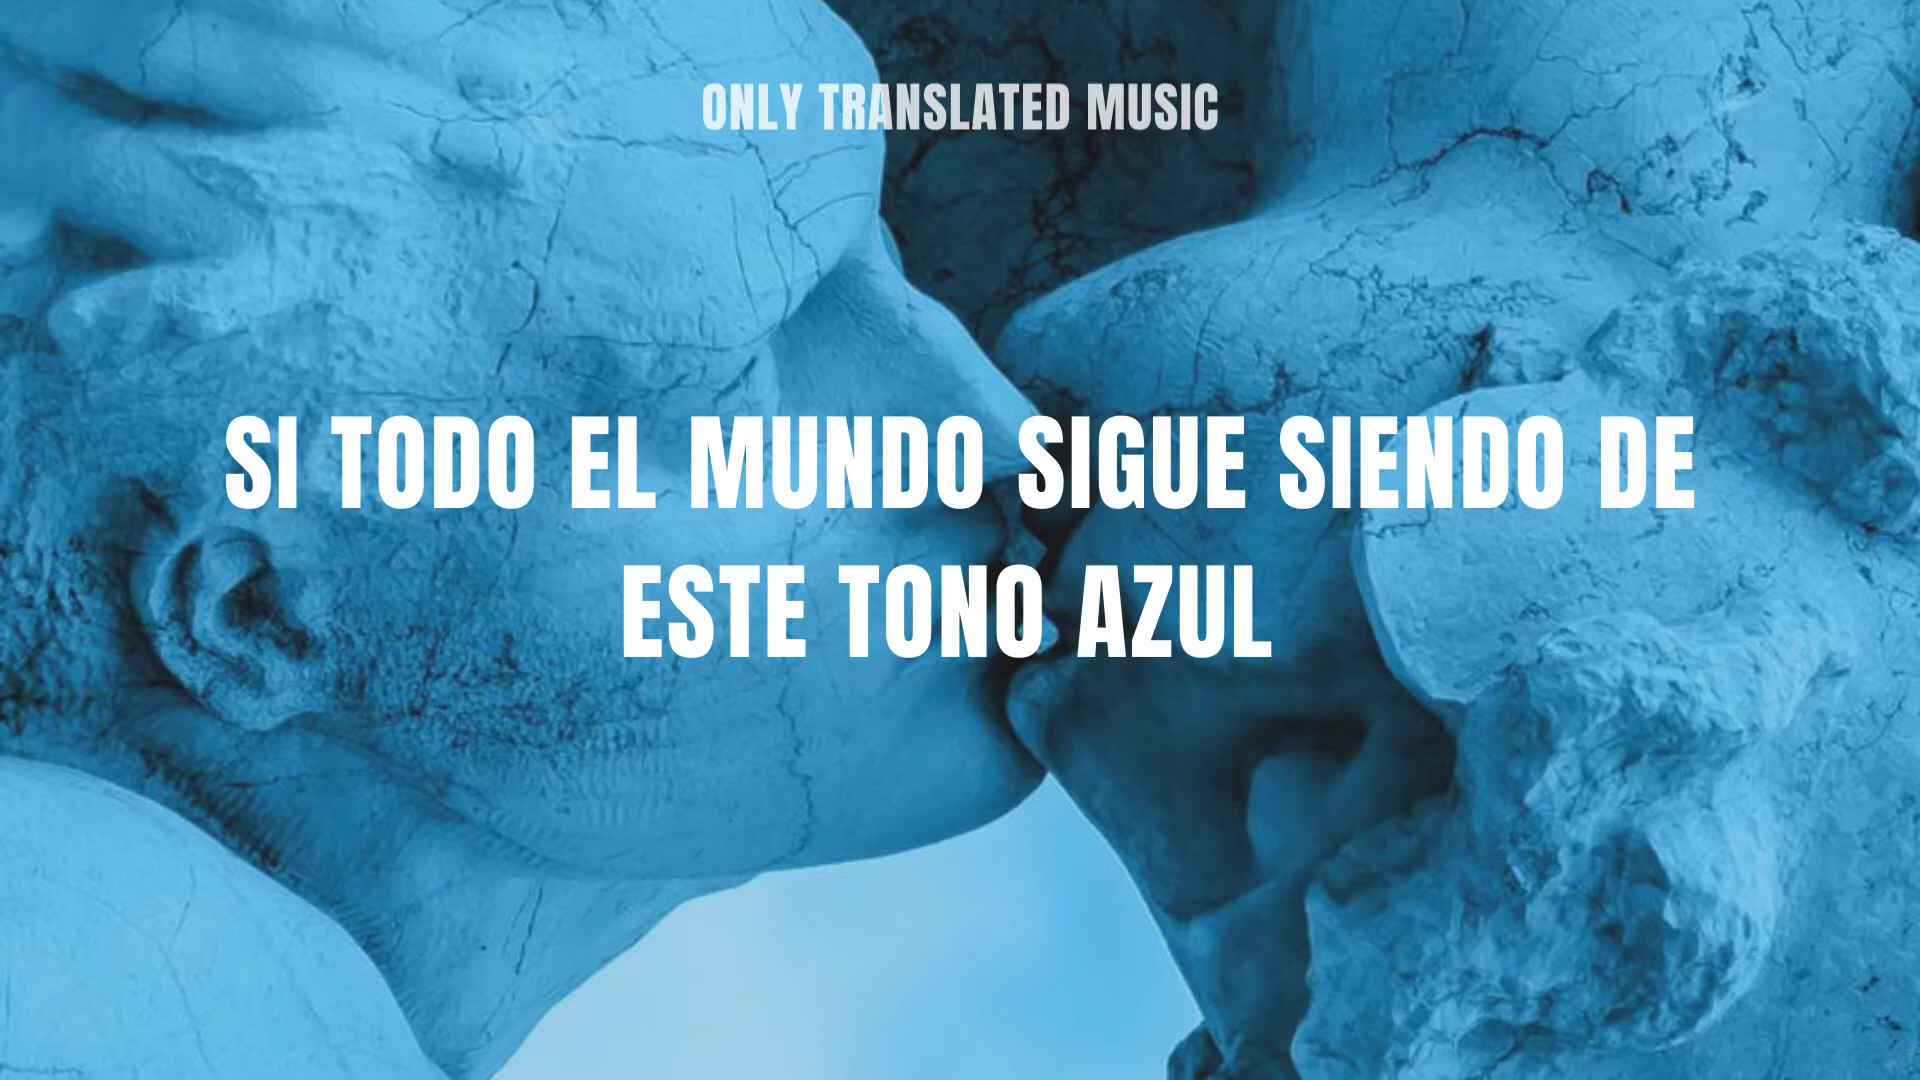 ONLY TRANSLATED MUSIC
SI TODO EL MUNDO SIGUE SIENDO DE
ESTE TONO AZUL